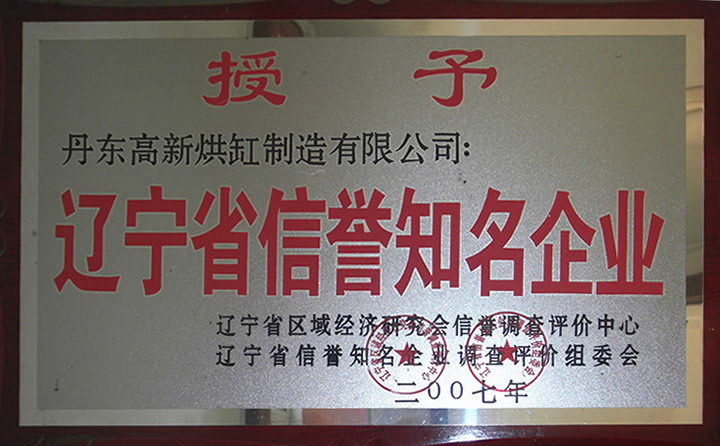 授予
丹东高新烘缸制造有限公司:
辽宁省信誉知名企业
辽宁省区域经济研究会信誉调查评价中心
辽宁省信誉知名企业调查评价组委会
二00七年